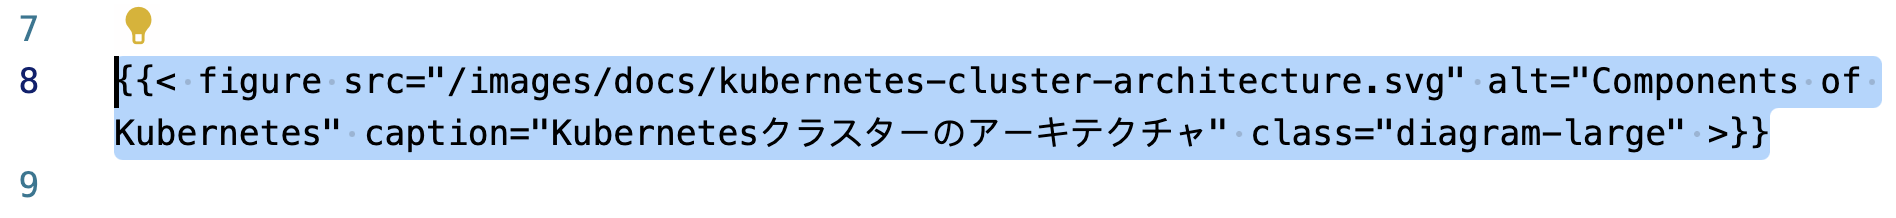 7
8 {{< figure src="/images/docs/kubernetes-cluster-architecture.svg" alt="Components of
Kubernetes" caption="Kubernetesクラスターのアーキテクチャ" class="diagram-large" >}}
9